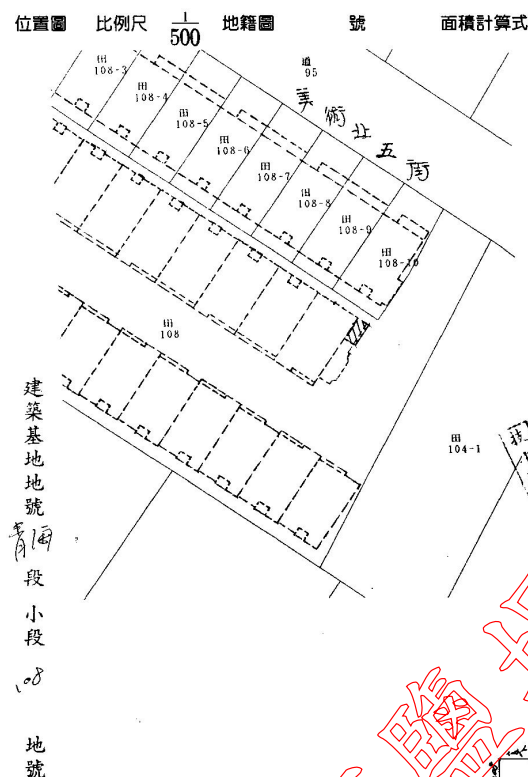 位置圖 比例尺 1/500 地籍圖 號 面積計算式
道
95
美術北五街
田
108-3
田
108-4
田
108-5
田
108-6
田
108-7
田
108-8
田
108-9
田
108-10
田
108
田
104-1
建築基地地號
青海
段
小段
108
地號